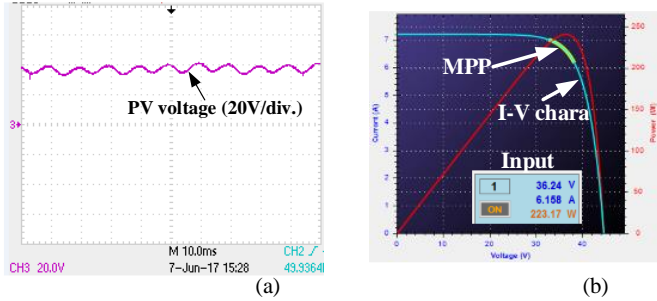 PV voltage (20V/div.)
3
M 10.0ms
CH2
CH3 20.0V
7-Jun-17 15:28
49.9364
(a)
7
6
5
4
3
2
1
0
Current (A)
250
200
150
100
50
0
Power (W)
MPP
I-V chara
Input
1
36.24 V
6.158 A
ON
223.17 W
0
10
20
30
40
50
Voltage (V)
(b)